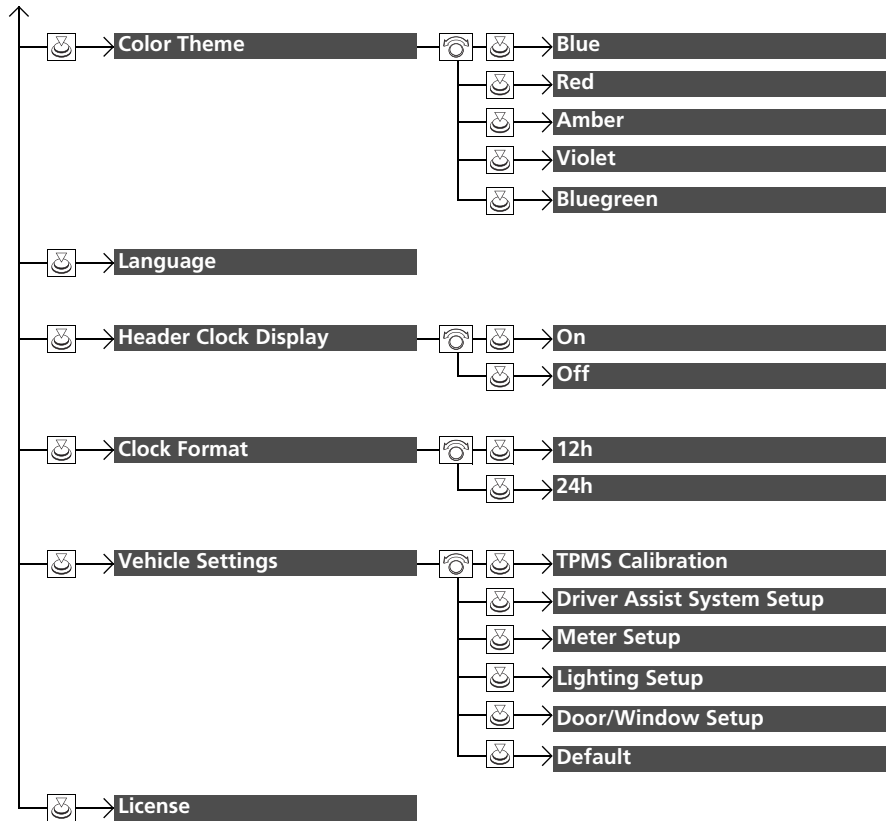 Color Theme
Blue
Red
Amber
Violet
Bluegreen
Language
Header Clock Display
On
Off
Clock Format
12h
24h
Vehicle Settings
TPMS Calibration
Driver Assist System Setup
Meter Setup
Lighting Setup
Door/Window Setup
Default
License